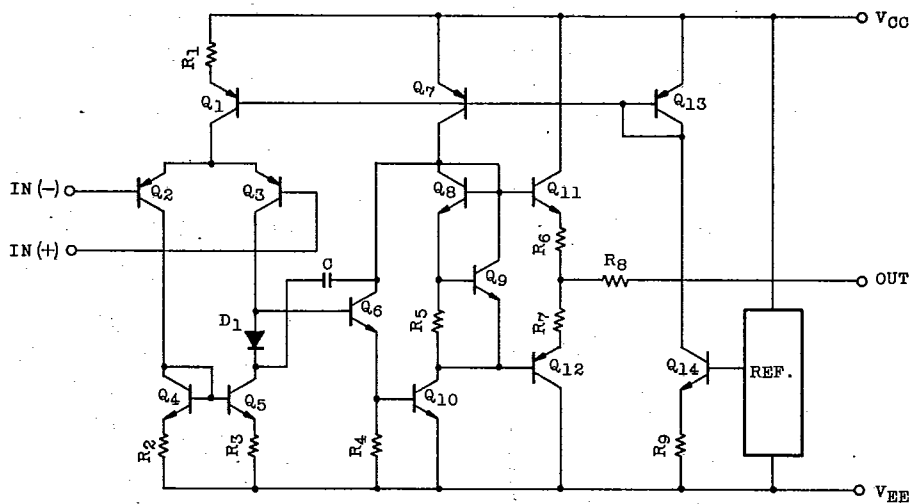 VCC
R1
Q1
Q7
Q13
IN(-)
Q2
Q3
Q8
Q11
IN(+)
R6
C
Q9
R8
OUT
Q6
D1
R5
R7
Q12
Q14
REF.
Q4
Q5
Q10
R2
R3
R4
R9
VEE